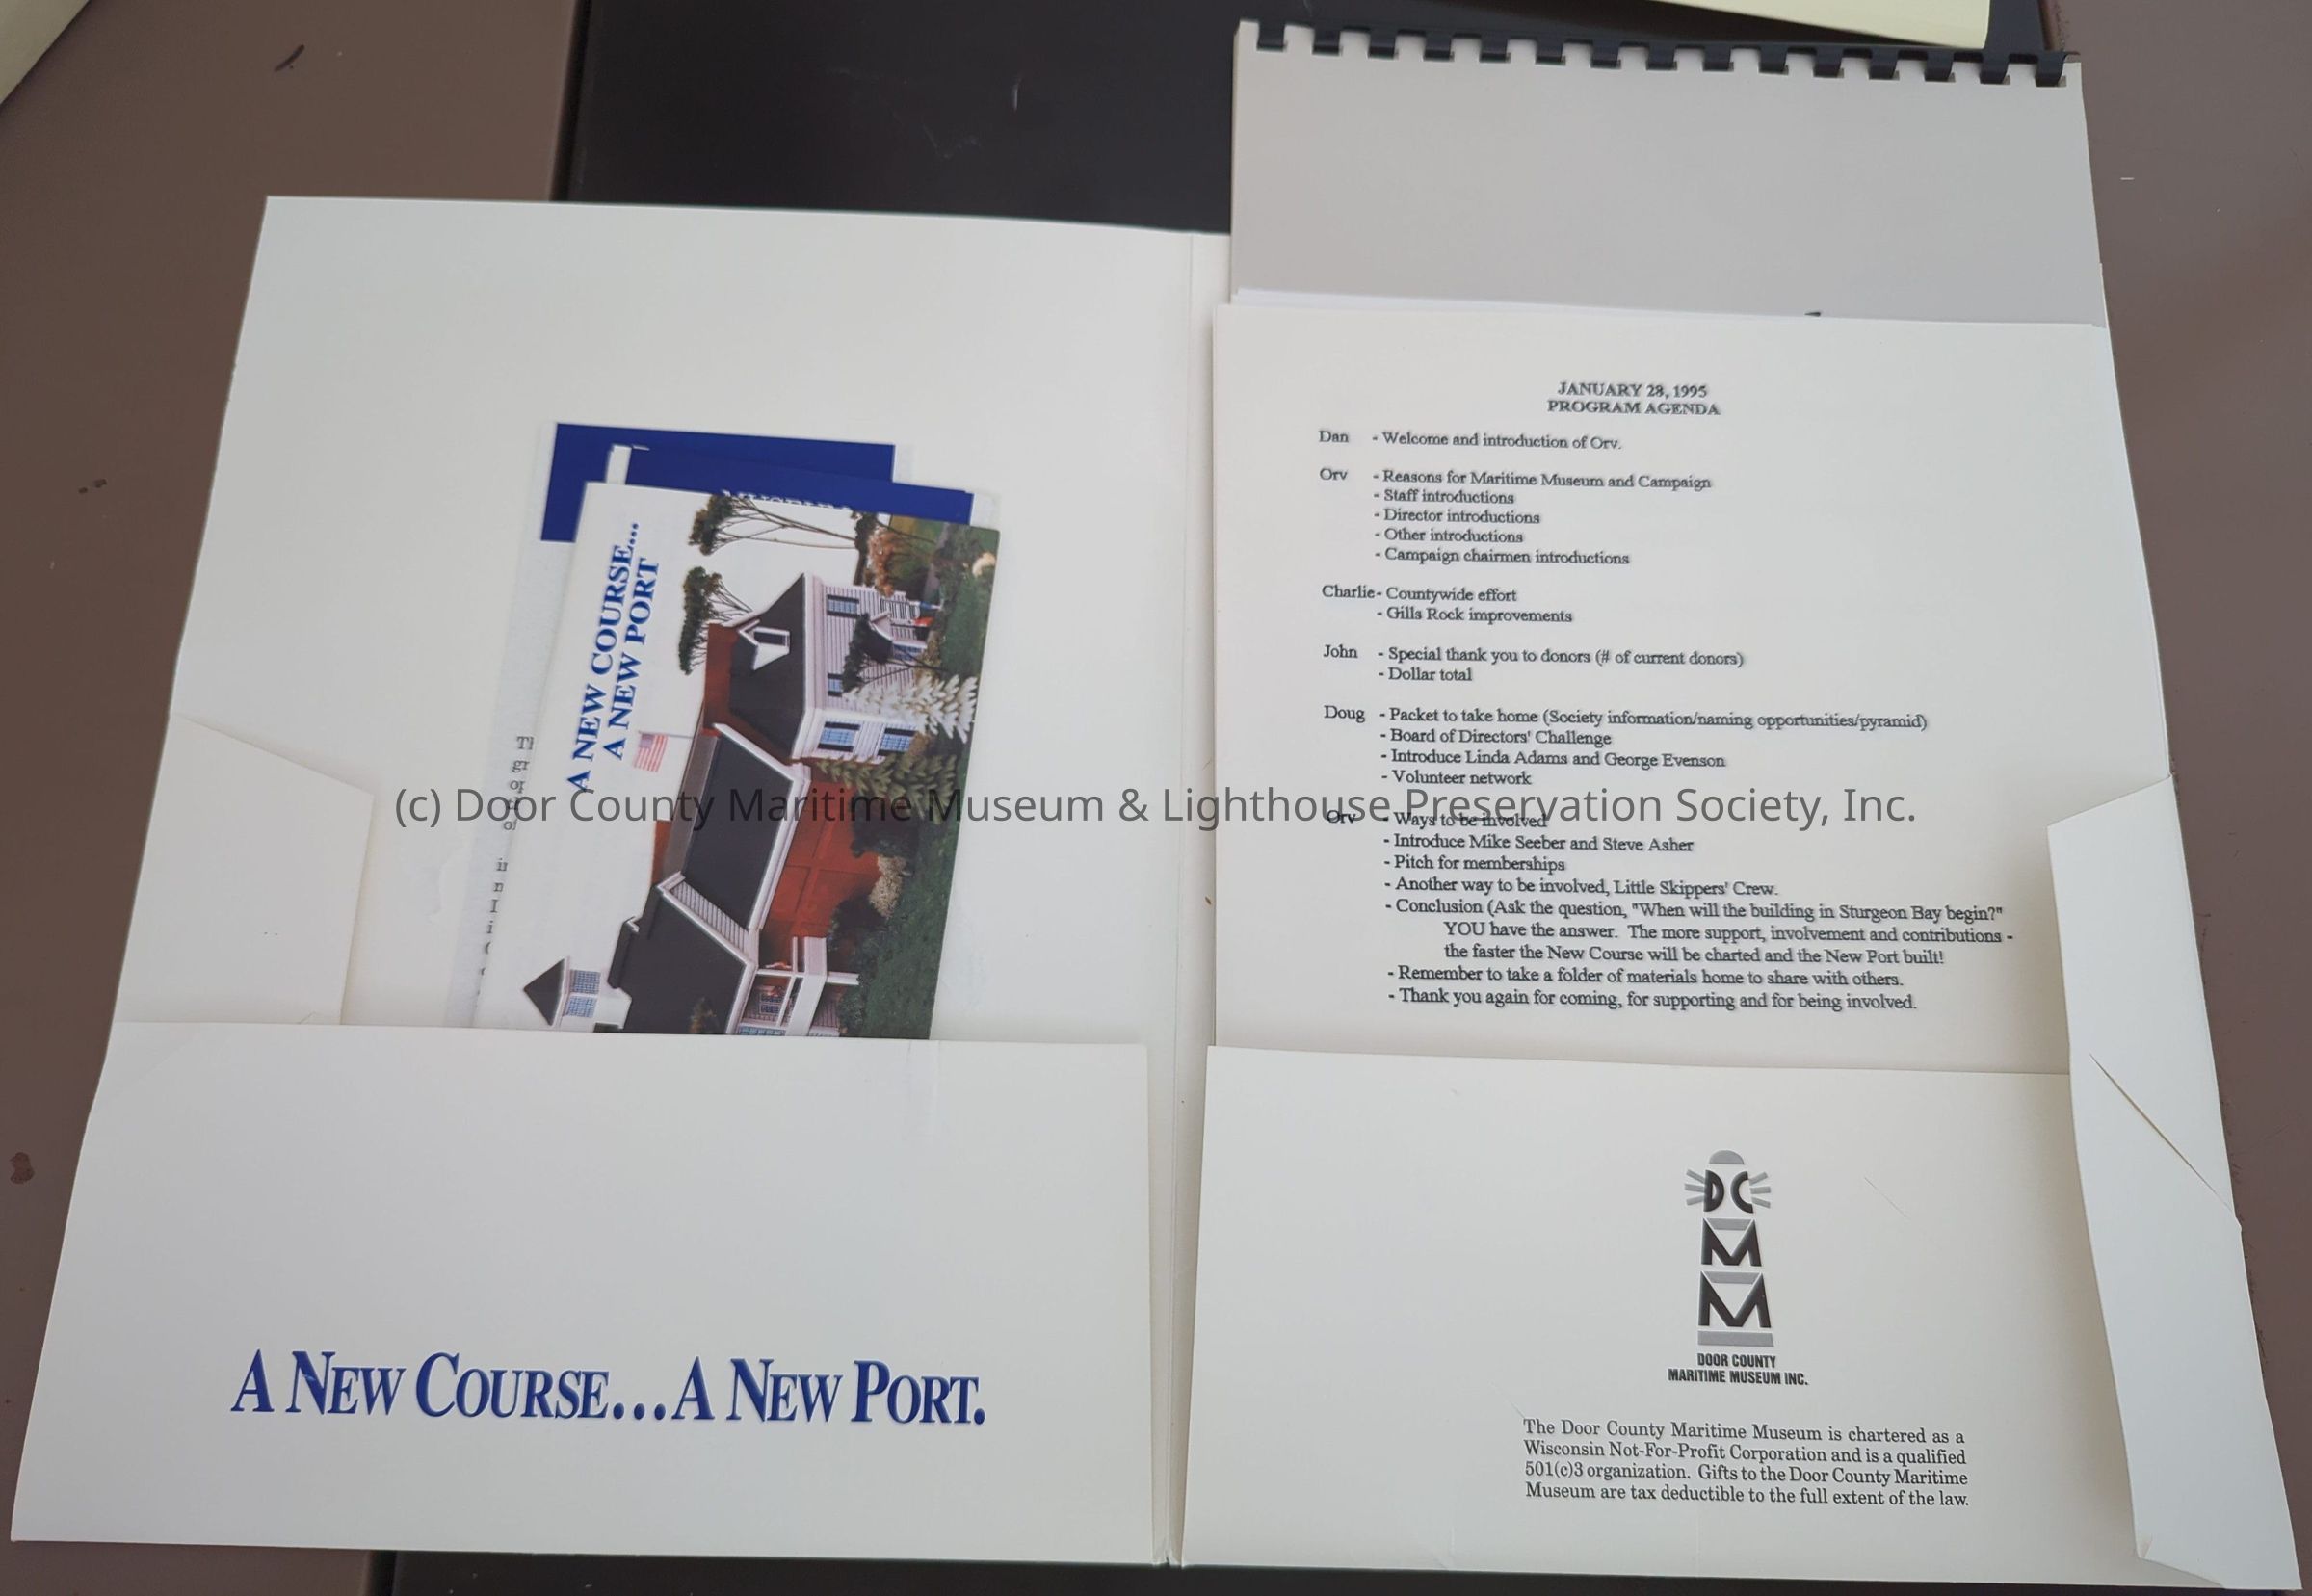 A NEW COURSE...
A NEW PORT
A NEW COURSE...A NEW PORT.
JANUARY 28, 1995
PROGRAM AGENDA
Dan - Welcome and introduction of Orv.
Orv - Reasons for Maritime Museum and Campaign
- Staff introductions
- Director introductions
- Other introductions
- Campaign chairmen introductions
Charlie- Countywide effort
- Gills Rock improvements
John - Special thank you to donors (# of current donors)
- Dollar total
Doug - Packet to take home (Society information/naming opportunities/pyramid)
- Board of Directors' Challenge
- Introduce Linda Adams and George Evenson
- Volunteer network
(c) Door County Maritime Museum & Lighthouse Preservation Society, Inc.
Orv - Ways to be involved
- Introduce Mike Seeber and Steve Asher
- Pitch for memberships
- Another way to be involved, Little Skippers' Crew.
- Conclusion (Ask the question, "When will the building in Sturgeon Bay begin?"
YOU have the answer. The more support, involvement and contributions -
the faster the New Course will be charted and the New Port built!
- Remember to take a folder of materials home to share with others.
- Thank you again for coming, for supporting and for being involved.
DC
M
M
DOOR COUNTY
MARITIME MUSEUM INC.
The Door County Maritime Museum is chartered as a
Wisconsin Not-For-Profit Corporation and is a qualified
501(c)3 organization. Gifts to the Door County Maritime
Museum are tax deductible to the full extent of the law.